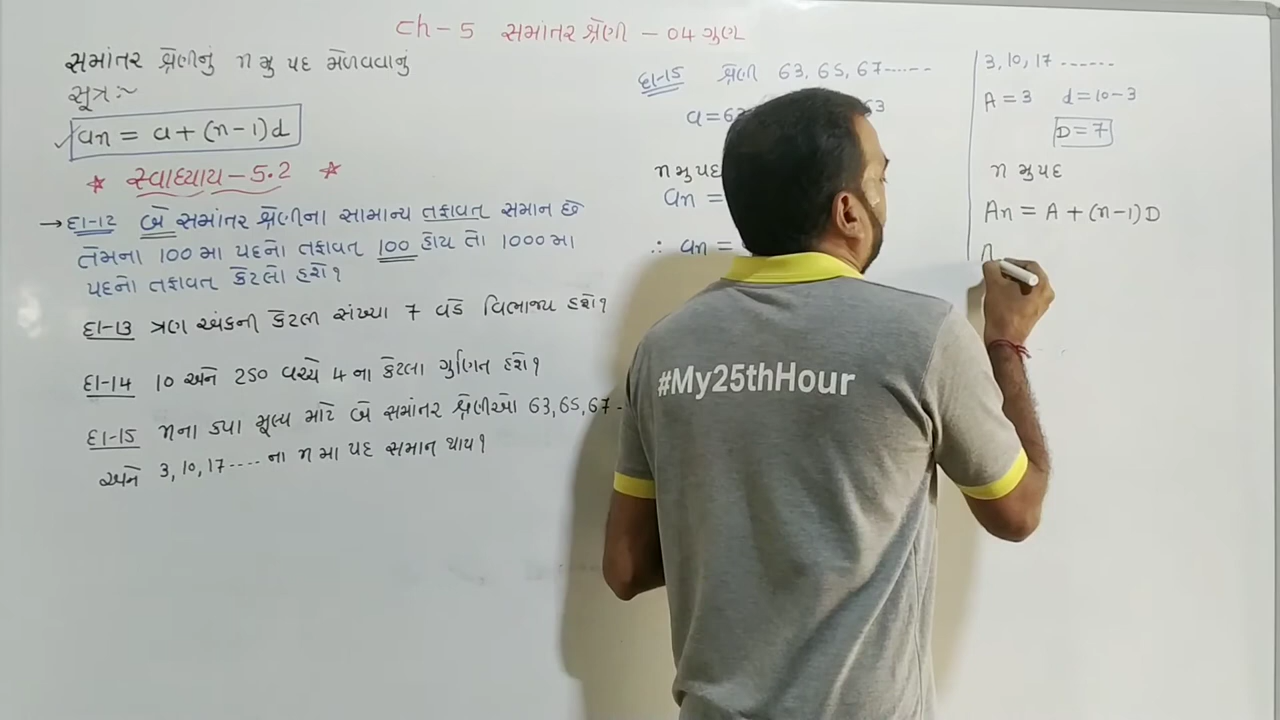 Ch-5 સમાંતર શ્રેણી - 04 ગુણ
સમાંતર શ્રેણીનું n મુ પદ મેળવવાનું
સૂત્ર:-
an = a + (n-1)d
* સ્વાધ્યાય-5.2 *
→ દા-12 બે સમાંતર શ્રેણીના સામાન્ય તફાવત સમાન છે
તેમના 100 મા પદનો તફાવત 100 હોય તો 1000 મા
પદનો તફાવત કેટલો હશે?
દા-13 ત્રણ અંકની કેટલી સંખ્યા 7 વડે વિભાજ્ય હશે?
દા-14 10 અને 250 વચ્ચે 4 ના કેટલા ગુણિત હશે?
દા-15 nના કયા મૂલ્ય માટે બે સમાંતર શ્રેણીઓ 63, 65, 67 -
અને 3, 10, 17 .... ના n મા પદ સમાન થાય?
દા-15 શ્રેણી 63, 65, 67......
a = 63
n મુ પદ
an =
∴ an =
3, 10, 17 ......
A = 3 d = 10-3
D = 7
n મુ પદ
An = A + (n-1) D
#My25thHour